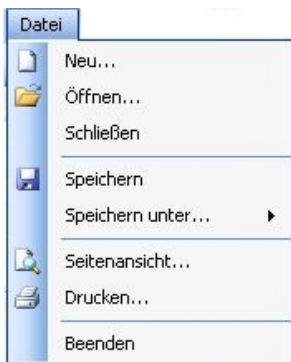 Datei
Neu...
Öffnen...
Schließen
Speichern
Speichern unter...
Seitenansicht...
Drucken...
Beenden